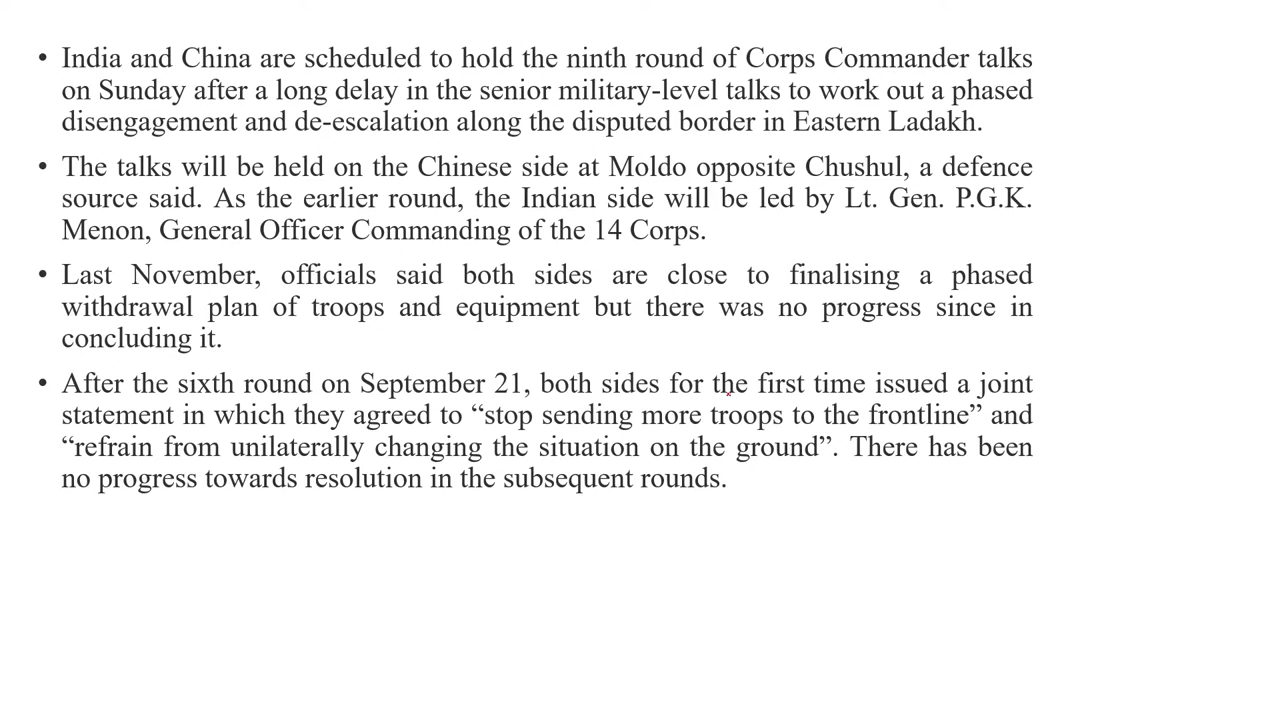 • India and China are scheduled to hold the ninth round of Corps Commander talks
on Sunday after a long delay in the senior military-level talks to work out a phased
disengagement and de-escalation along the disputed border in Eastern Ladakh.
• The talks will be held on the Chinese side at Moldo opposite Chushul, a defence
source said. As the earlier round, the Indian side will be led by Lt. Gen. P.G.K.
Menon, General Officer Commanding of the 14 Corps.
• Last November, officials said both sides are close to finalising a phased
withdrawal plan of troops and equipment but there was no progress since in
concluding it.
• After the sixth round on September 21, both sides for the first time issued a joint
statement in which they agreed to “stop sending more troops to the frontline” and
“refrain from unilaterally changing the situation on the ground”. There has been
no progress towards resolution in the subsequent rounds.